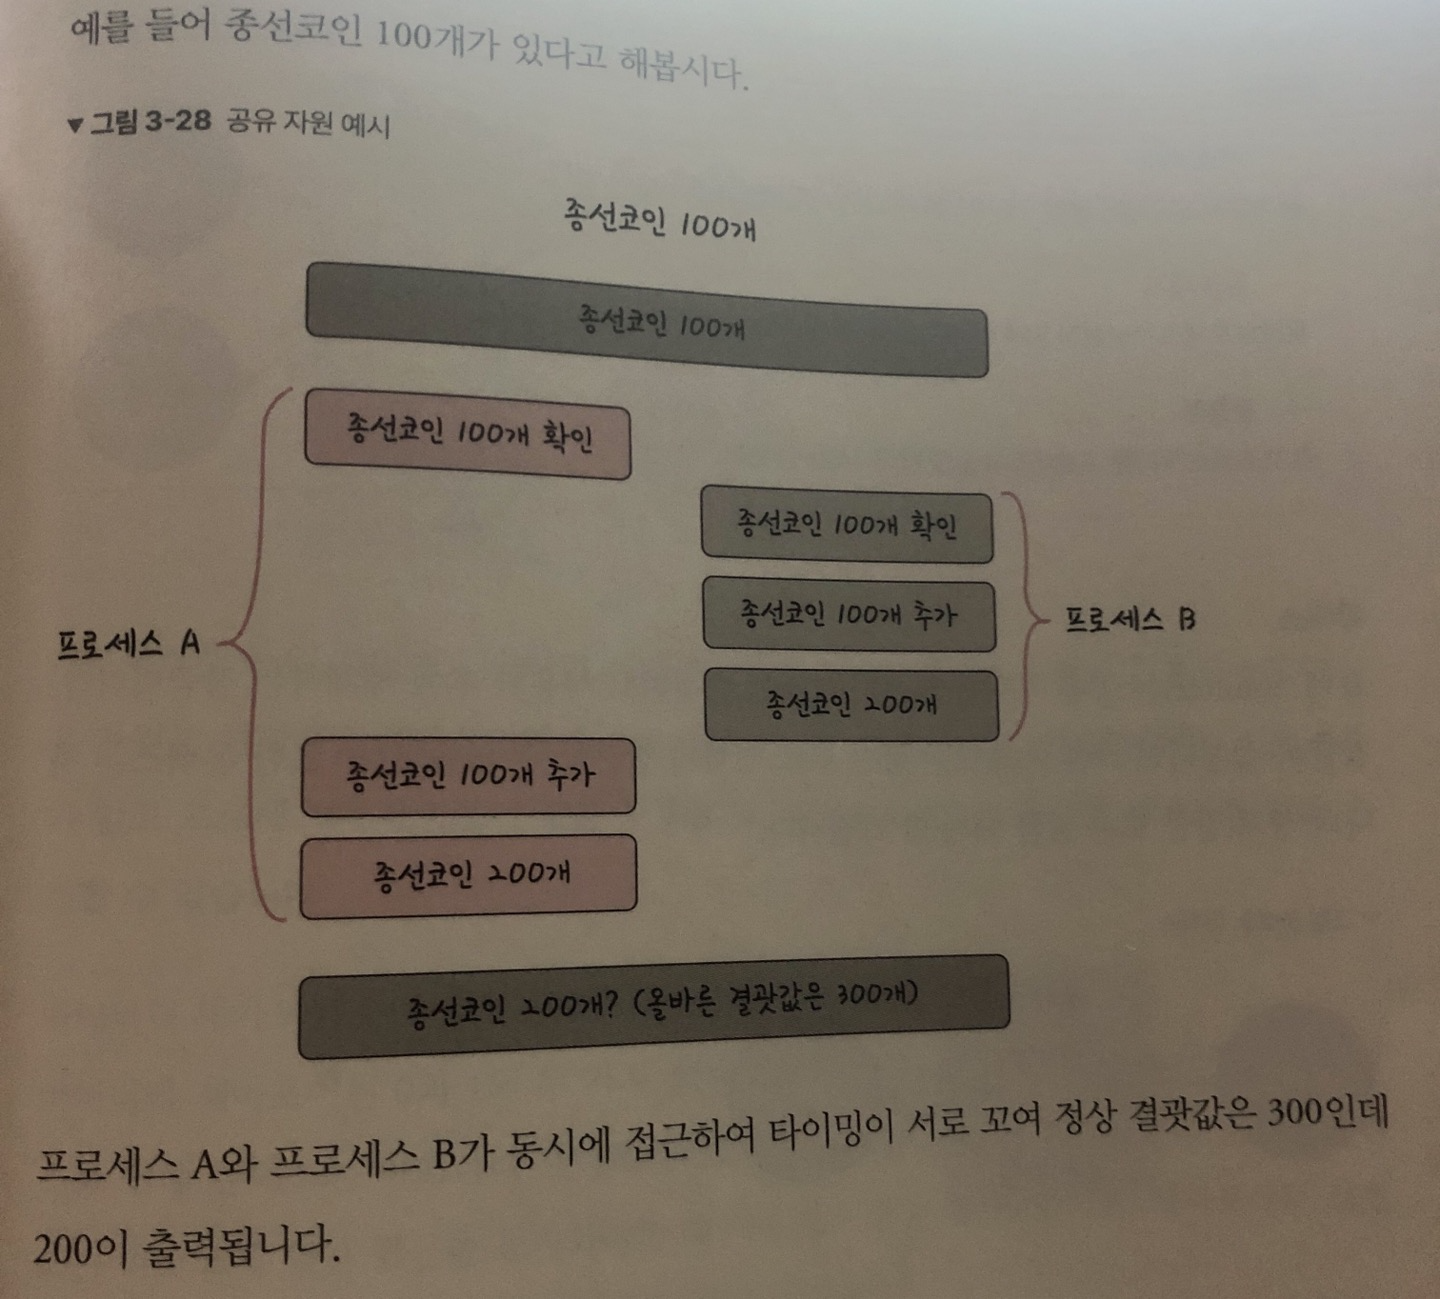 예를 들어 종선코인 100개가 있다고 해봅시다.
▼ 그림 3-28 공유 자원 예시
종선코인 100개
종선코인 100개
종선코인 100개 확인
종선코인 100개 확인
종선코인 100개 추가
프로세스 A
프로세스 B
종선코인 200개
종선코인 100개 추가
종선코인 200개
종선코인 200개? (올바른 결괏값은 300개)
프로세스 A와 프로세스 B가 동시에 접근하여 타이밍이 서로 꼬여 정상 결괏값은 300인데
200이 출력됩니다.